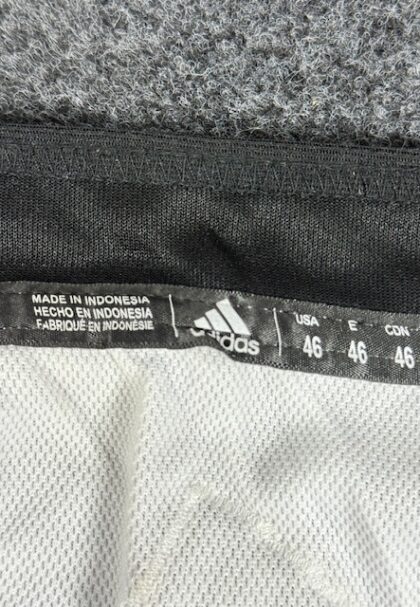 MADE IN INDONESIA
HECHO EN INDONESIA
FABRIQUÉ EN INDONÉSIE
adidas
USA E CDN
46 46 46